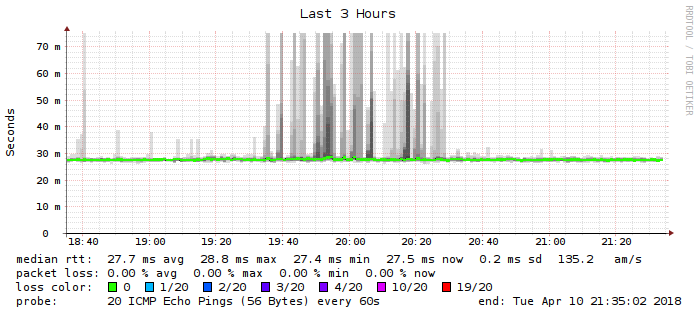 Last 3 Hours
RRDTOOL / TOBI OETIKER
Seconds
70 m
60 m
50 m
40 m
30 m
20 m
10 m
0
18:40 19:00 19:20 19:40 20:00 20:20 20:40 21:00 21:20
median rtt: 27.7 ms avg 28.8 ms max 27.4 ms min 27.5 ms now 0.2 ms sd 135.2 am/s
packet loss: 0.00 % avg 0.00 % max 0.00 % min 0.00 % now
loss color: 0 1/20 2/20 3/20 4/20 10/20 19/20
probe: 20 ICMP Echo Pings (56 Bytes) every 60s end: Tue Apr 10 21:35:02 2018